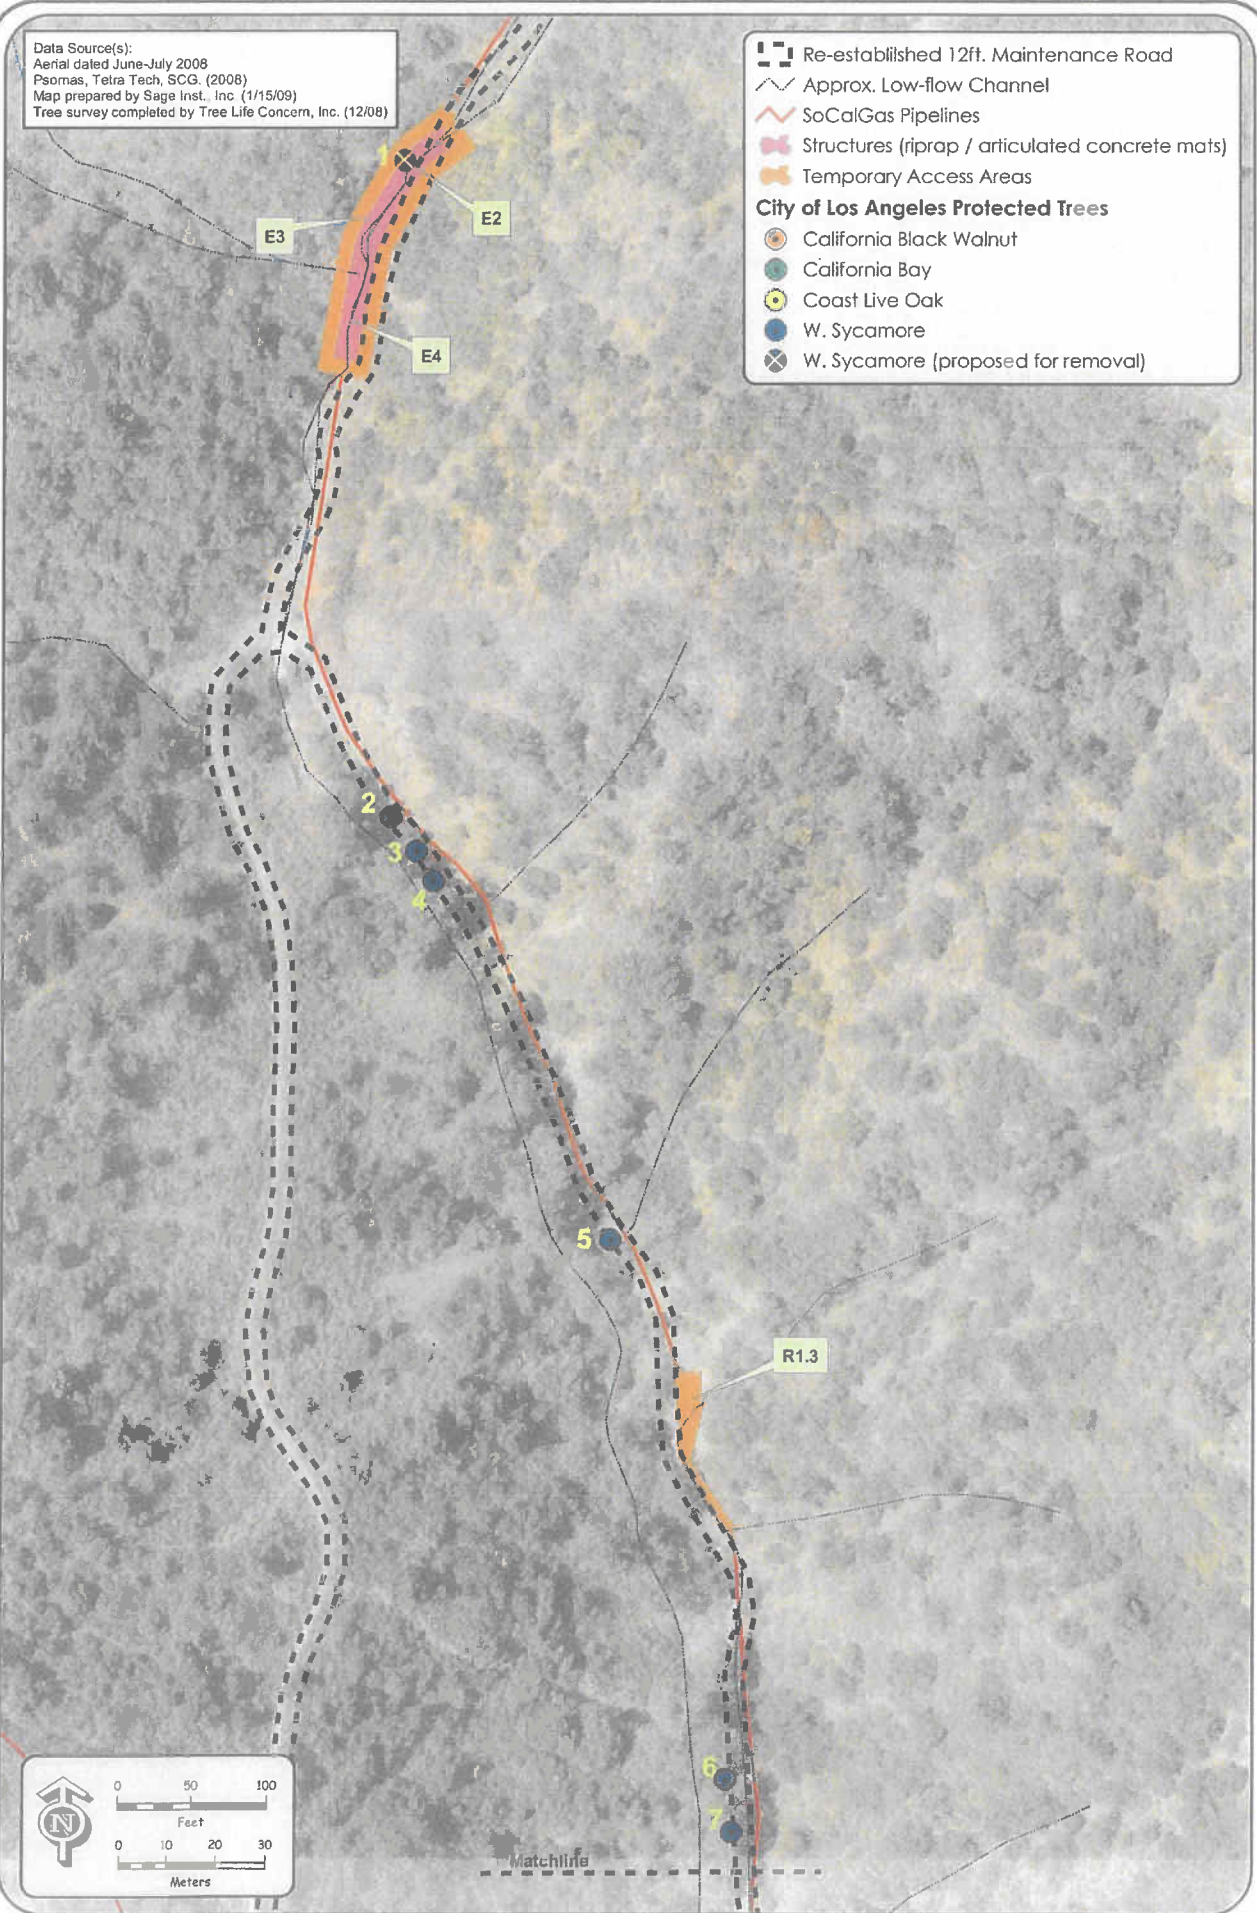 Data Source(s):
Aerial dated June-July 2008
Psomas, Tetra Tech, SCG. (2008)
Map prepared by Sage Inst., Inc. (1/15/09)
Tree survey completed by Tree Life Concern, Inc. (12/08)
Re-establilshed 12ft. Maintenance Road
Approx. Low-flow Channel
SoCalGas Pipelines
Structures (riprap / articulated concrete mats)
Temporary Access Areas
City of Los Angeles Protected Trees
California Black Walnut
California Bay
Coast Live Oak
W. Sycamore
W. Sycamore (proposed for removal)
1
E2
E3
E4
2
3
4
5
R1.3
6
7
Matchline
N
0 50 100
Feet
0 10 20 30
Meters